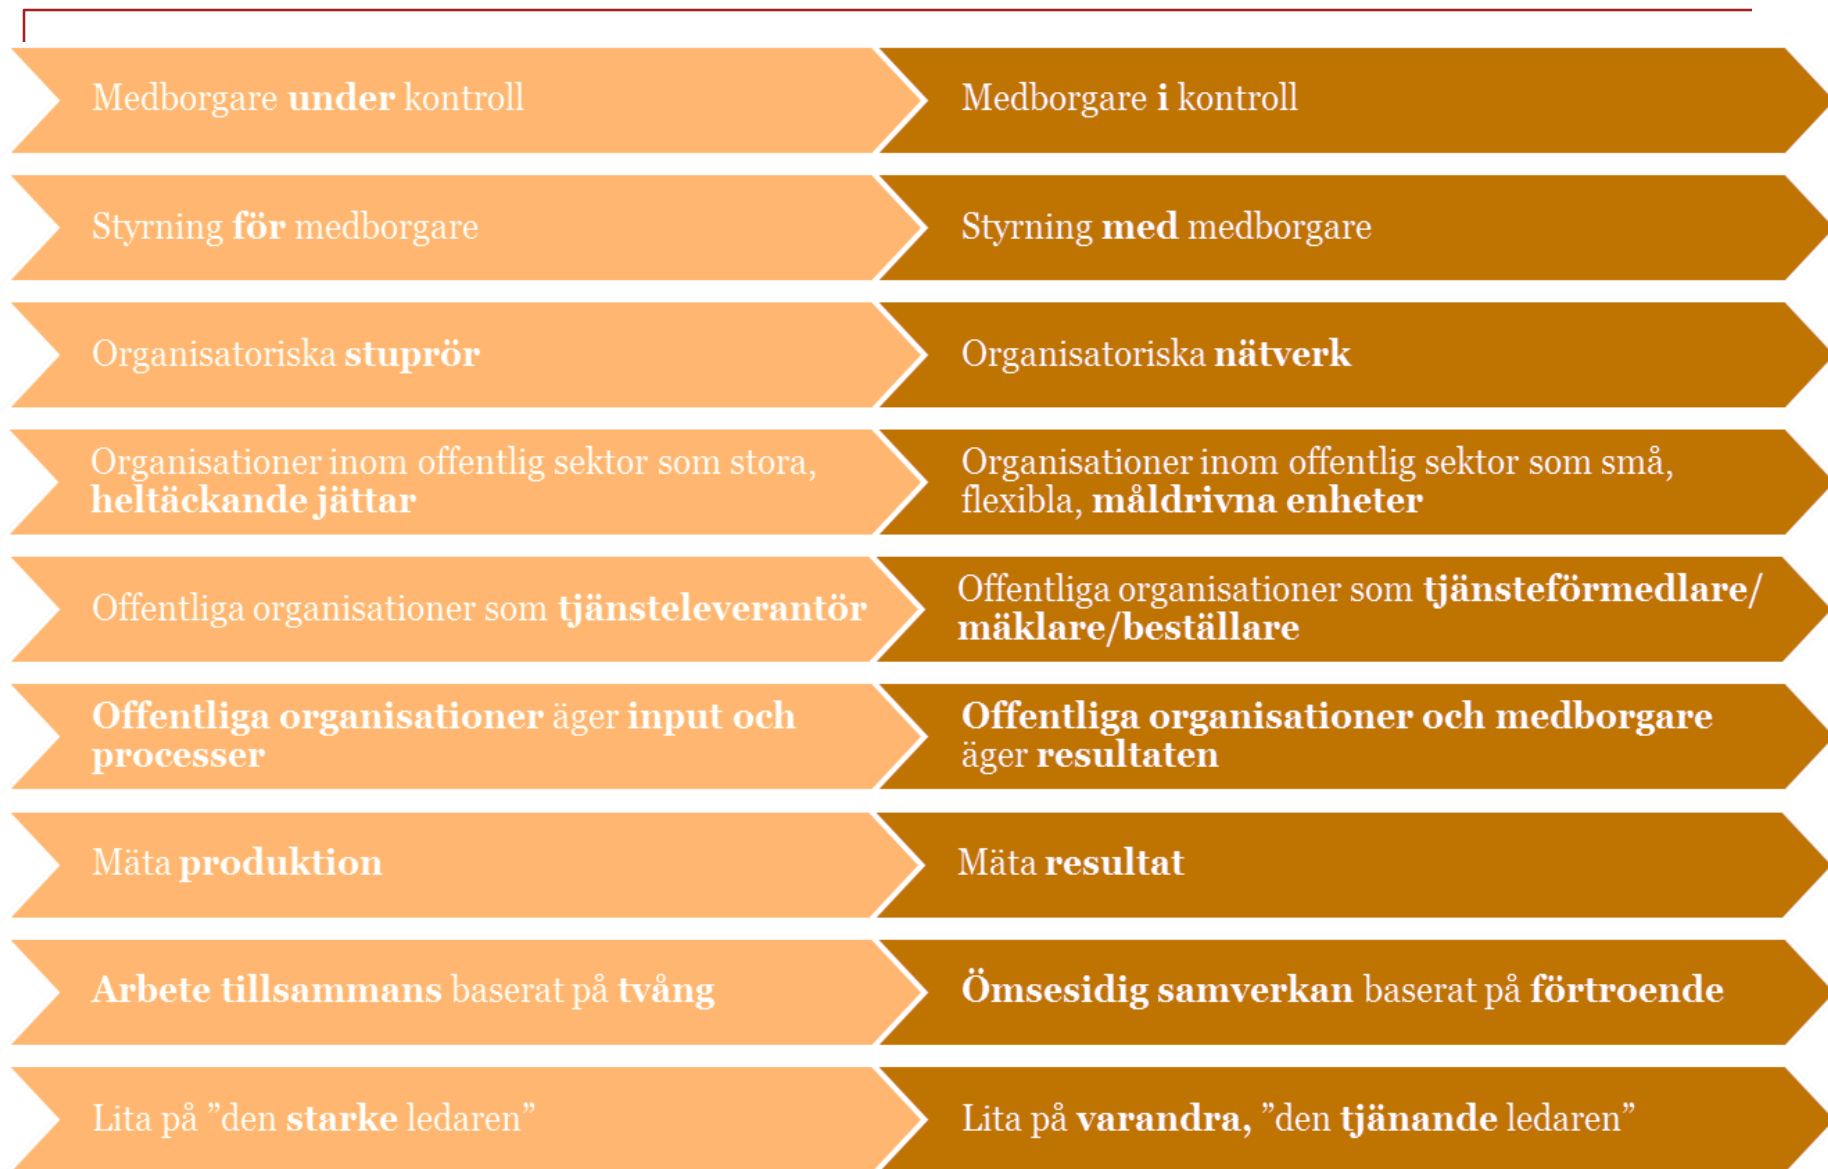 Medborgare under kontroll
Medborgare i kontroll
Styrning för medborgare
Styrning med medborgare
Organisatoriska stuprör
Organisatoriska nätverk
Organisationer inom offentlig sektor som stora,
heltäckande jättar
Organisationer inom offentlig sektor som små,
flexibla, måldrivna enheter
Offentliga organisationer som tjänsteleverantör
Offentliga organisationer som tjänsteförmedlare/
mäklare/beställare
Offentliga organisationer äger input och
processer
Offentliga organisationer och medborgare
äger resultaten
Mäta produktion
Mäta resultat
Arbete tillsammans baserat på tvång
Ömsesidig samverkan baserat på förtroende
Lita på ”den starke ledaren”
Lita på varandra, ”den tjänande ledaren”